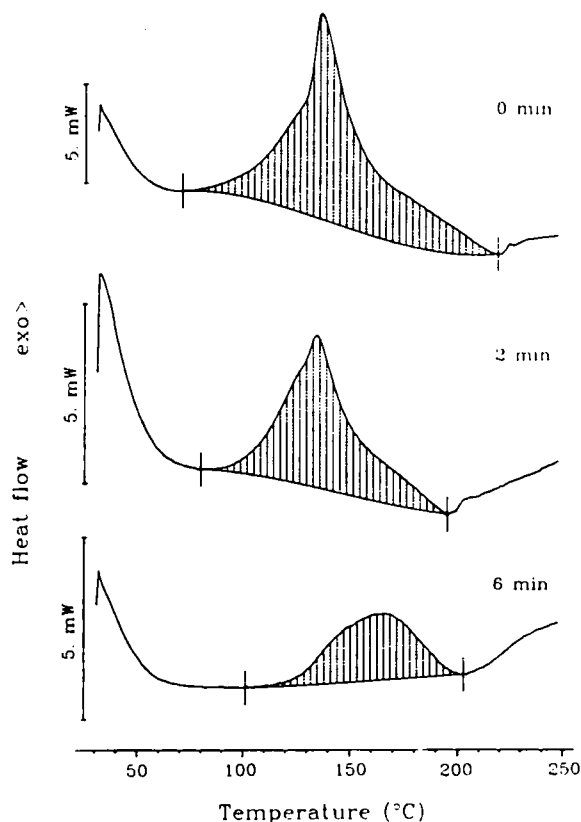 0 min
5. mW
2 min
5. mW
Heat flow exo>
6 min
5. mW
50 100 150 200 250
Temperature (°C)